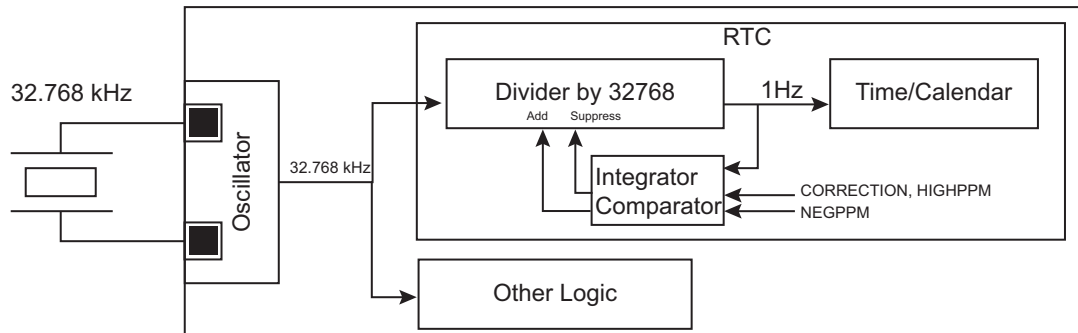 RTC
32.768 kHz
Divider by 32768
Add
Suppress
1Hz
Time/Calendar
Oscillator
32.768 kHz
Integrator
Comparator
CORRECTION, HIGHPPM
NEGPPM
Other Logic